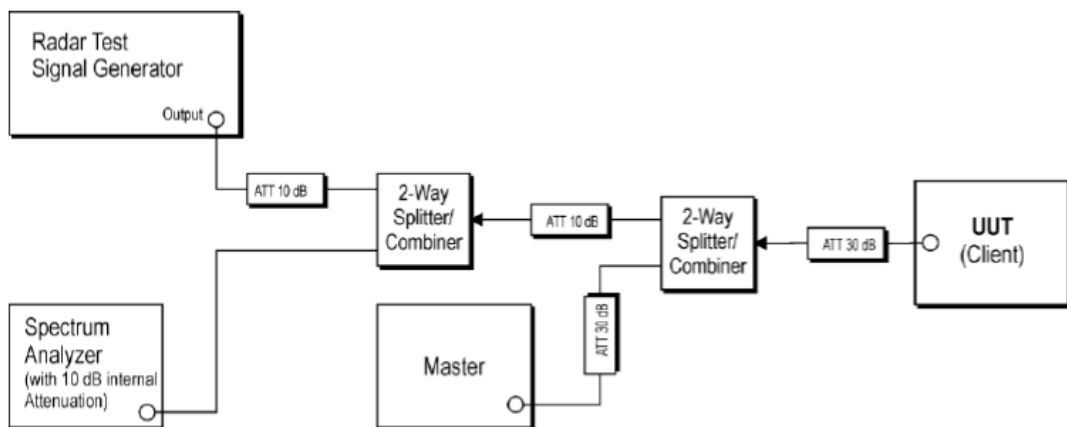 Radar Test
Signal Generator
Output
ATT 10 dB
2-Way
Splitter/
Combiner
ATT 10 dB
2-Way
Splitter/
Combiner
ATT 30 dB
UUT
(Client)
Spectrum
Analyzer
(with 10 dB internal
Attenuation)
Master
ATT 30 dB